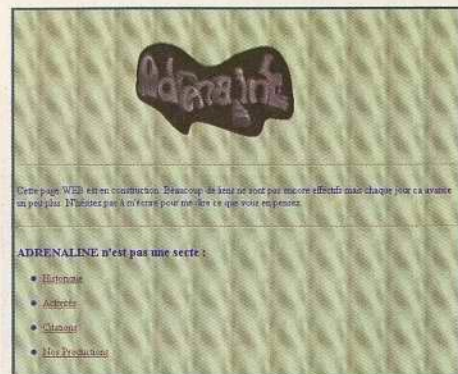 Adrenaline
Cette page WEB est en construction. Beaucoup de liens ne sont pas encore effectifs mais chaque jour ça avance
un peu plus. N'hésitez pas à m'écrire pour me dire ce que vous en pensez.
ADRENALINE n'est pas une secte :
Historique
Activités
Citations
Nos Productions